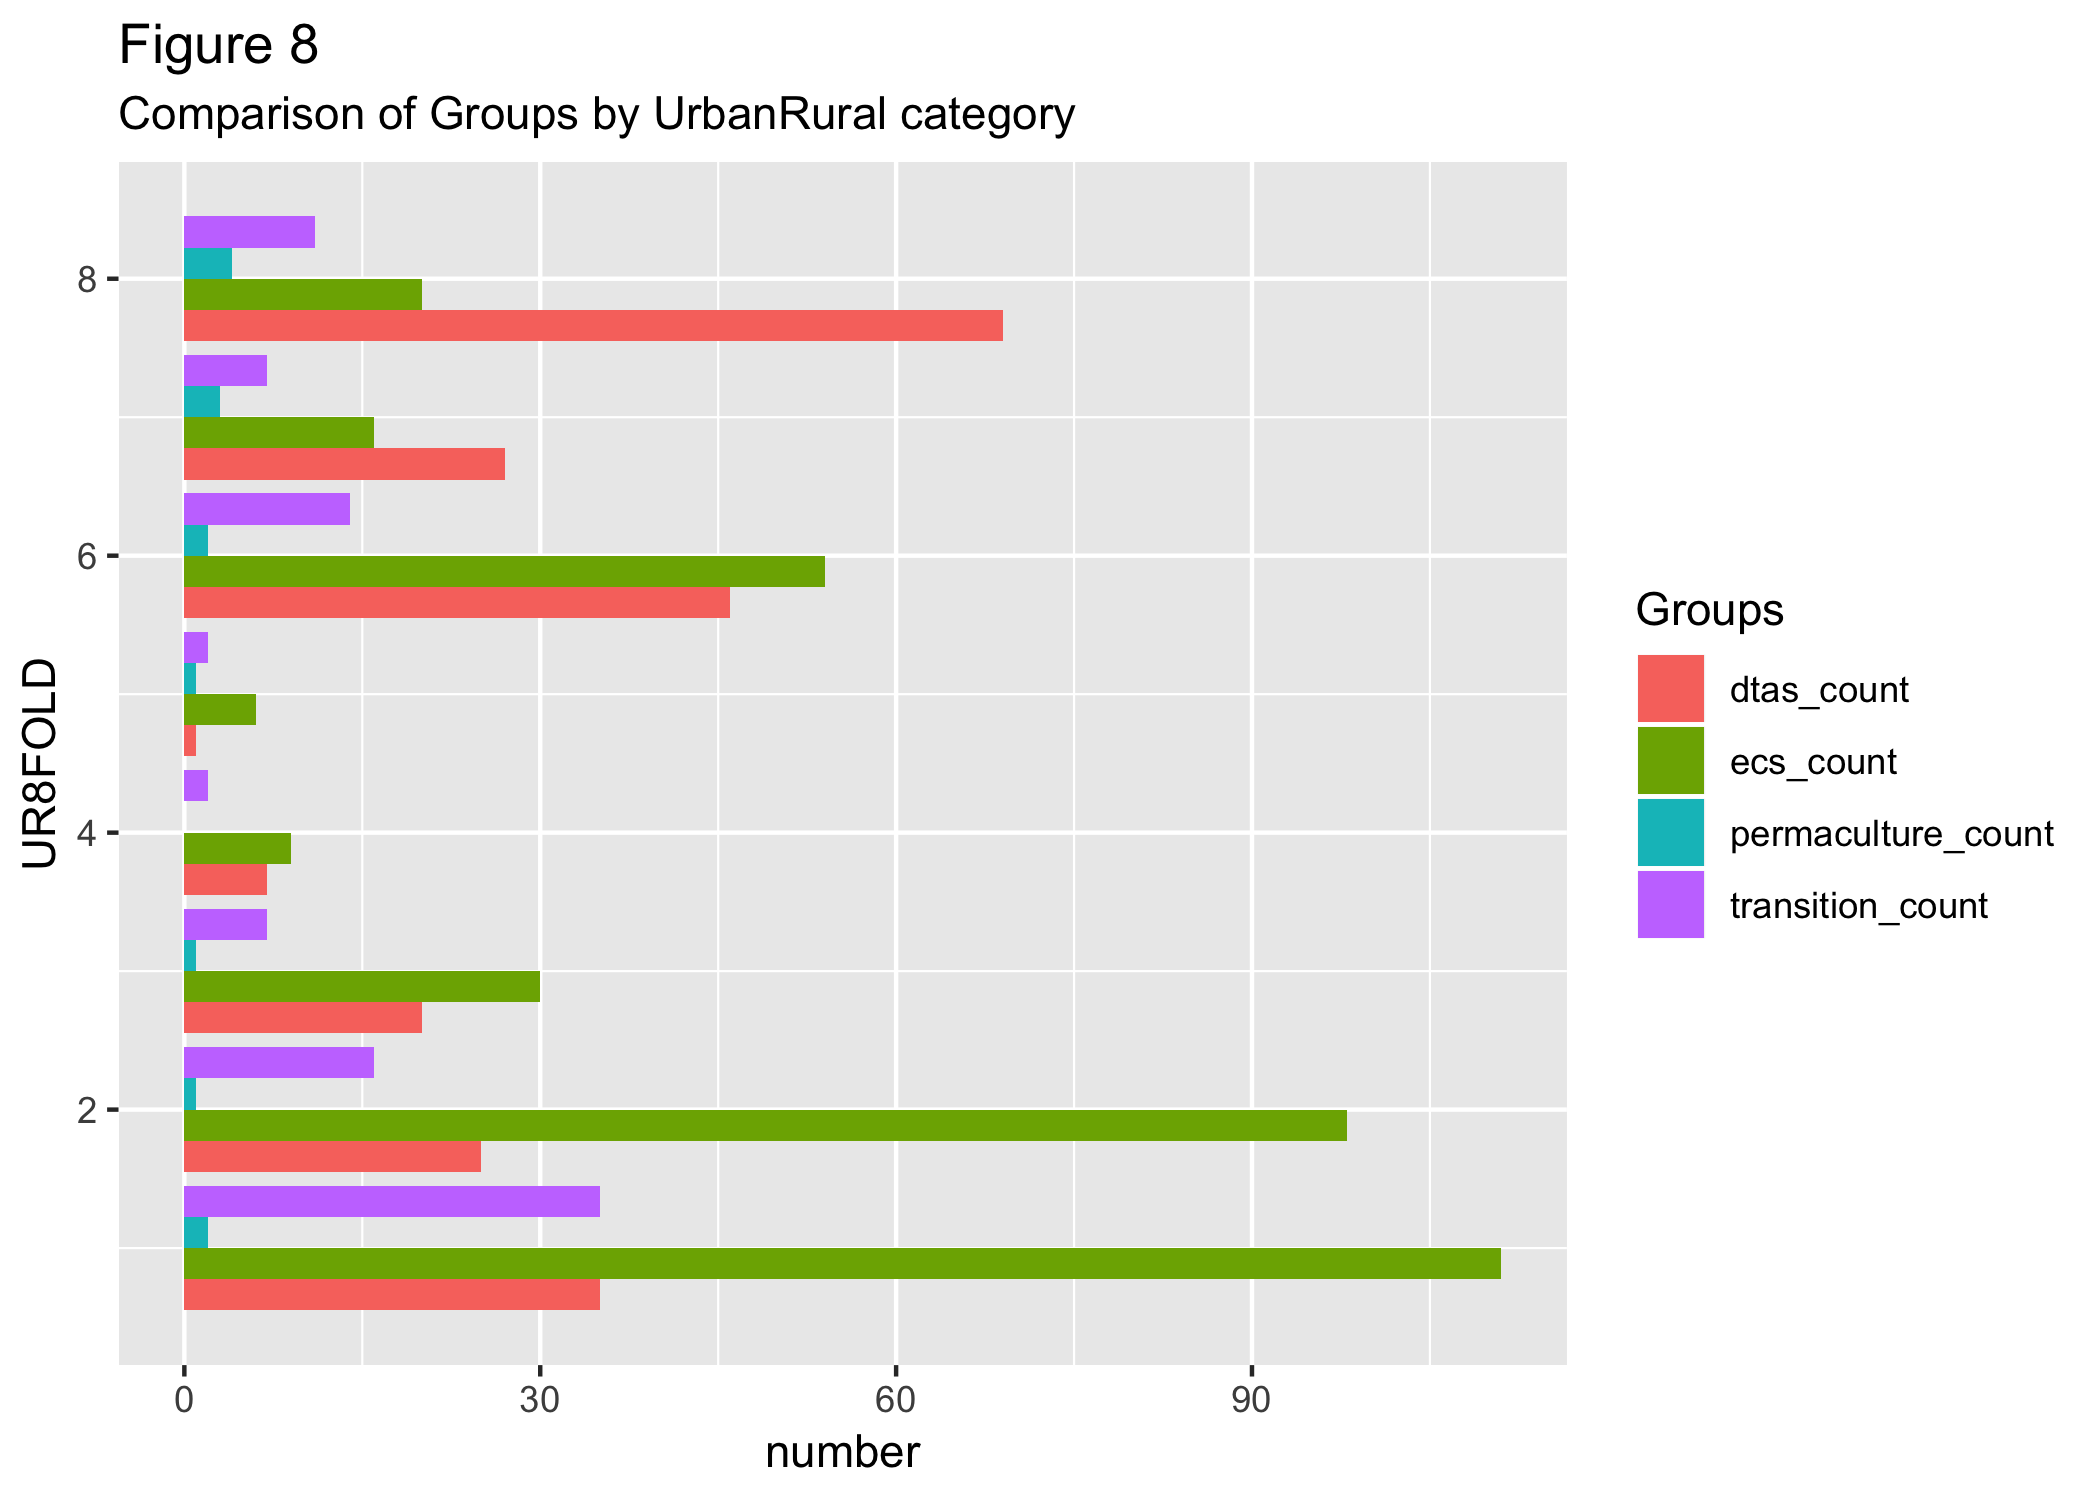 Figure 8
Comparison of Groups by UrbanRural category
8
6
4
2
UR8FOLD
0 30 60 90
number
Groups
dtas_count
ecs_count
permaculture_count
transition_count